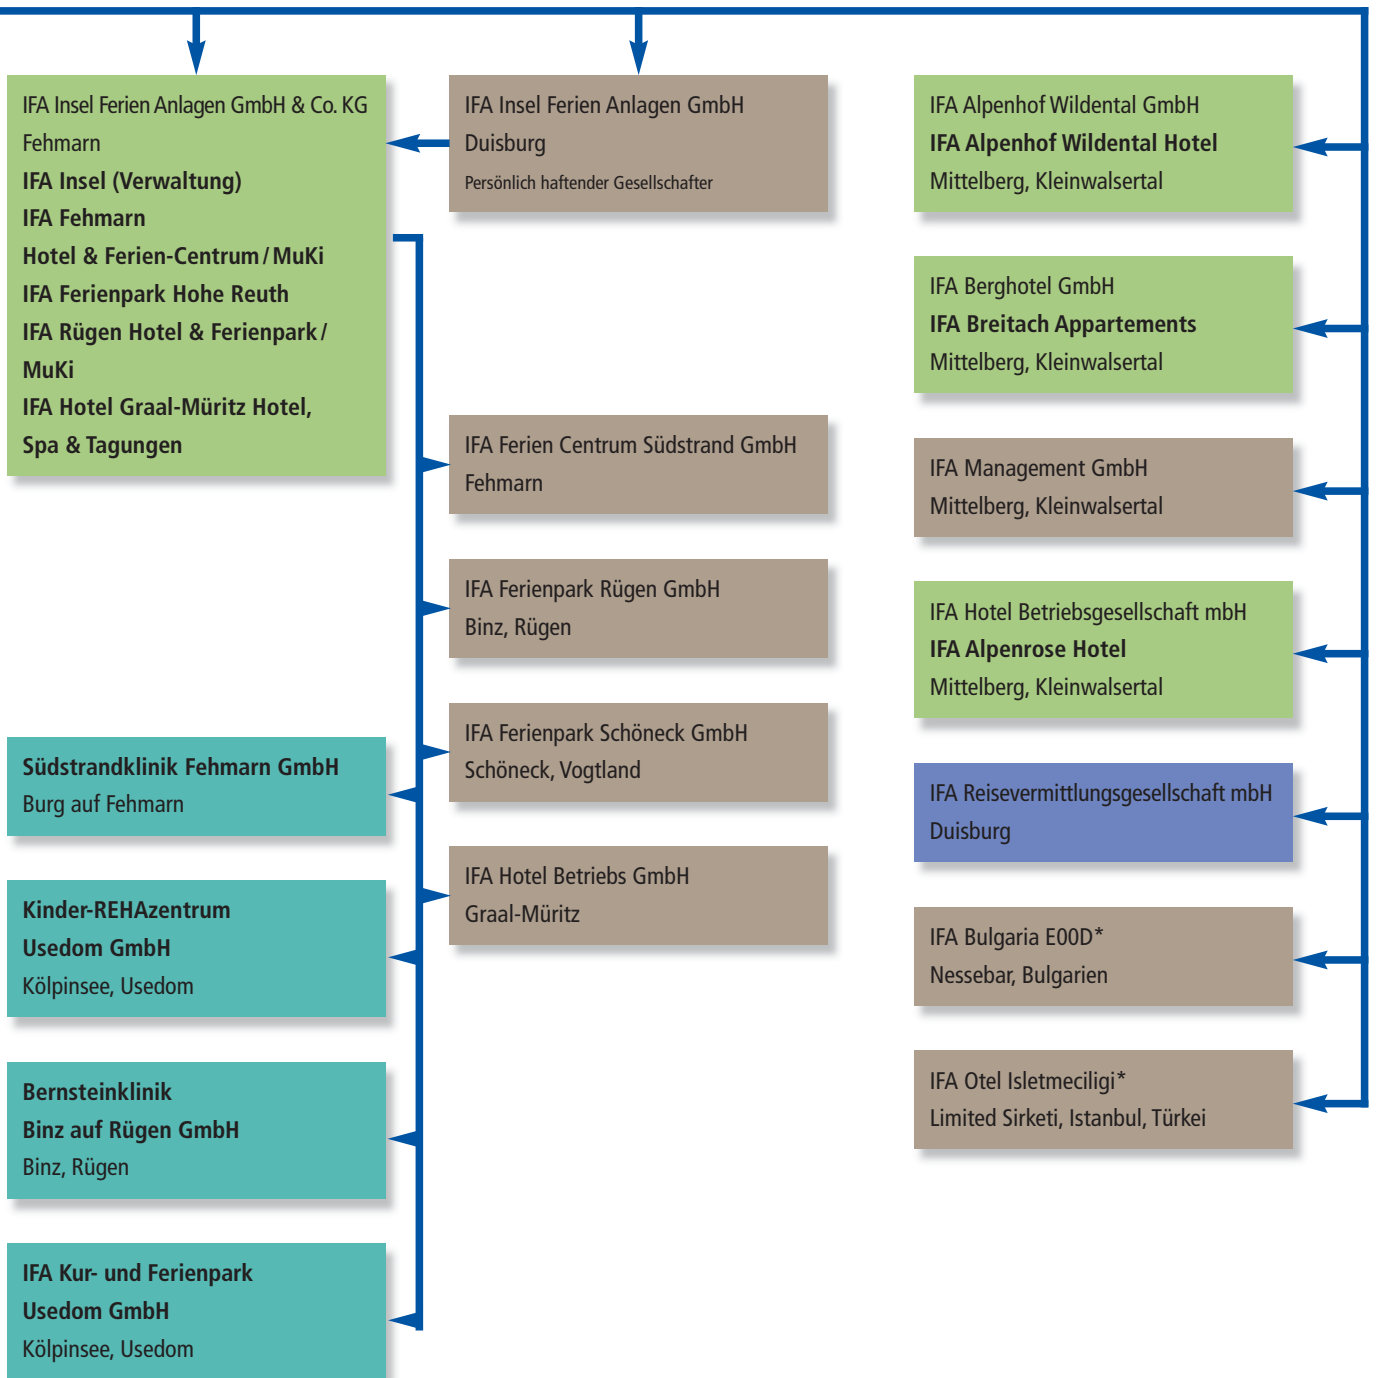 IFA Insel Ferien Anlagen GmbH & Co. KG
Fehmarn
IFA Insel (Verwaltung)
IFA Fehmarn
Hotel & Ferien-Centrum / MuKi
IFA Ferienpark Hohe Reuth
IFA Rügen Hotel & Ferienpark /
MuKi
IFA Hotel Graal-Müritz Hotel,
Spa & Tagungen
Südstrandklinik Fehmarn GmbH
Burg auf Fehmarn
Kinder-REHAzentrum
Usedom GmbH
Kölpinsee, Usedom
Bernsteinklinik
Binz auf Rügen GmbH
Binz, Rügen
IFA Kur- und Ferienpark
Usedom GmbH
Kölpinsee, Usedom
IFA Insel Ferien Anlagen GmbH
Duisburg
Persönlich haftender Gesellschafter
IFA Ferien Centrum Südstrand GmbH
Fehmarn
IFA Ferienpark Rügen GmbH
Binz, Rügen
IFA Ferienpark Schöneck GmbH
Schöneck, Vogtland
IFA Hotel Betriebs GmbH
Graal-Müritz
IFA Alpenhof Wildental GmbH
IFA Alpenhof Wildental Hotel
Mittelberg, Kleinwalsertal
IFA Berghotel GmbH
IFA Breitach Appartements
Mittelberg, Kleinwalsertal
IFA Management GmbH
Mittelberg, Kleinwalsertal
IFA Hotel Betriebsgesellschaft mbH
IFA Alpenrose Hotel
Mittelberg, Kleinwalsertal
IFA Reisevermittlungsgesellschaft mbH
Duisburg
IFA Bulgaria E00D*
Nessebar, Bulgarien
IFA Otel Isletmeciligi*
Limited Sirketi, Istanbul, Türkei